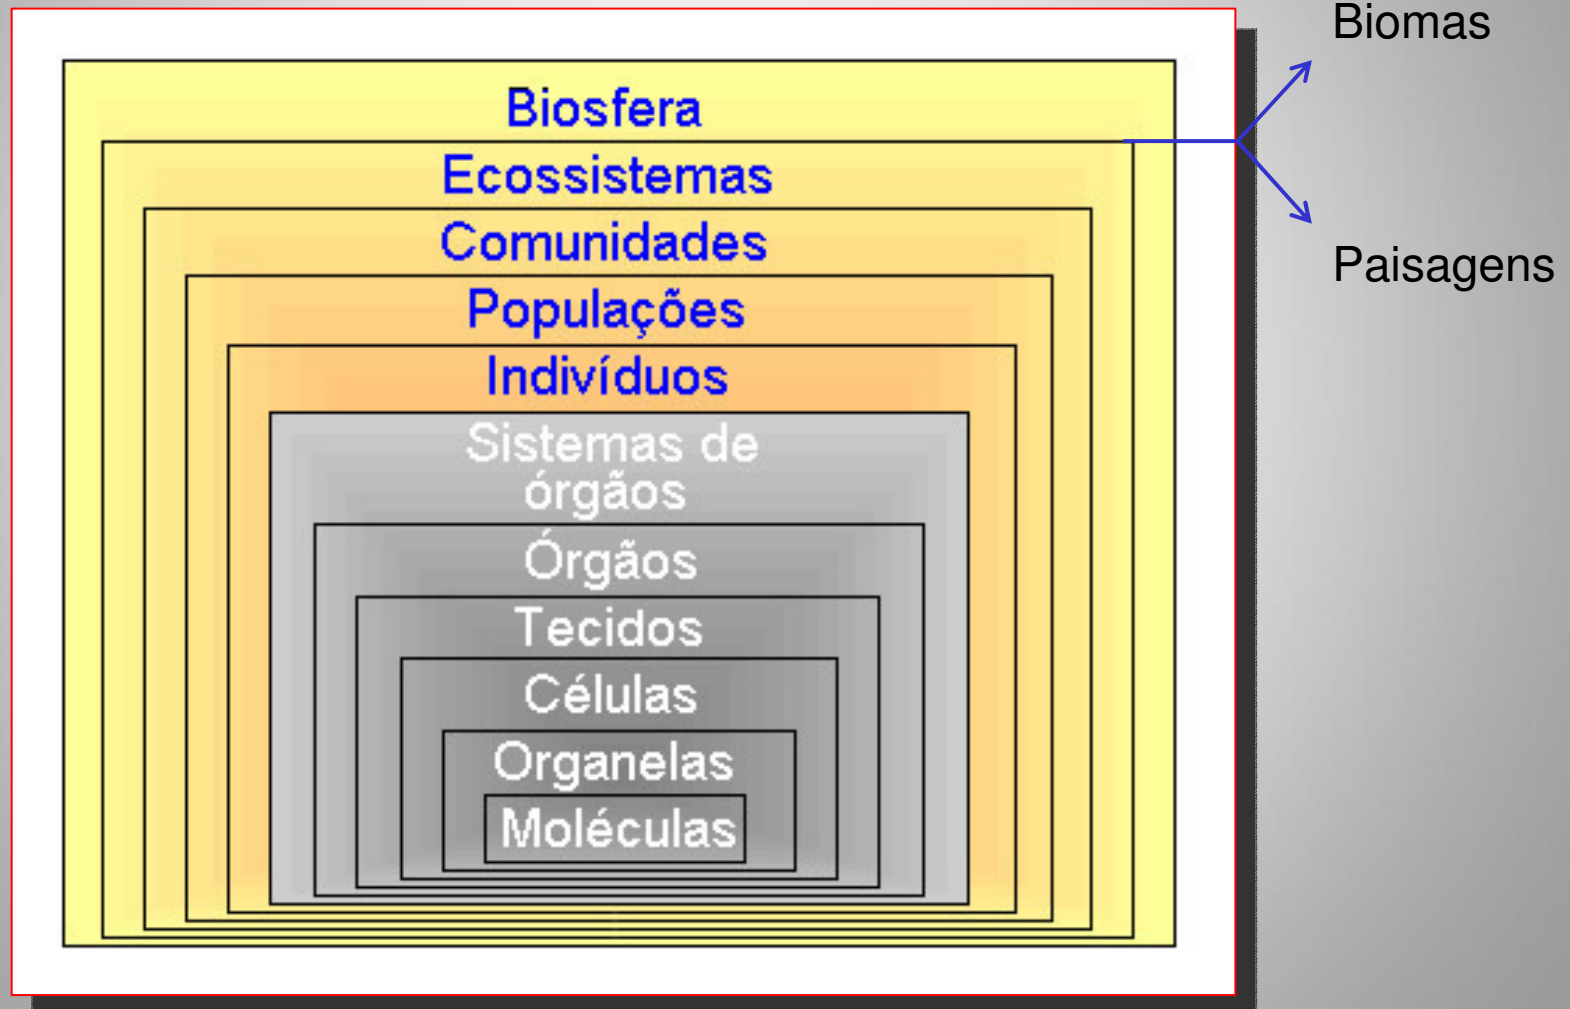 Biomas
Biosfera
Ecossistemas
Comunidades
Paisagens
Populações
Indivíduos
Sistemas de
órgãos
Órgãos
Tecidos
Células
Organelas
Moléculas